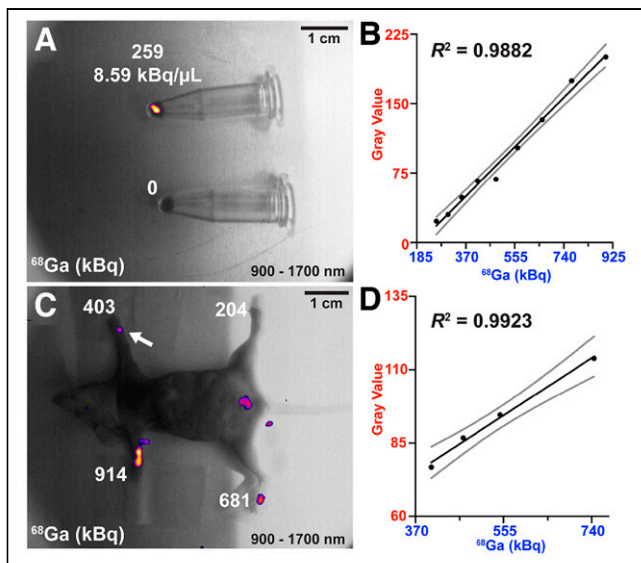 A
1 cm
259
8.59 kBq/µL
0
⁶⁸Ga (kBq)
900 - 1700 nm
B
R² = 0.9882
225
150
75
0
Gray Value
185 370 555 740 925
⁶⁸Ga (kBq)
C
1 cm
403
204
914
681
⁶⁸Ga (kBq)
900 - 1700 nm
D
R² = 0.9923
135
110
85
60
Gray Value
370 555 740
⁶⁸Ga (kBq)